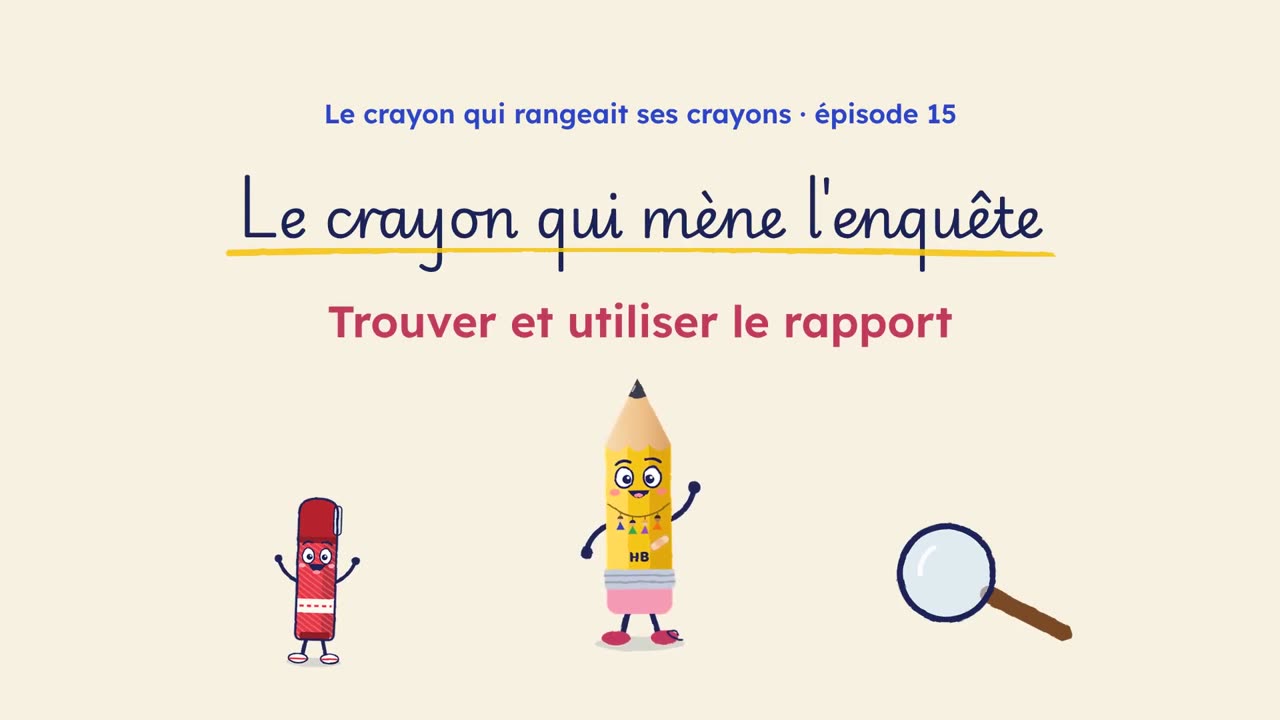 Le crayon qui rangeait ses crayons · épisode 15
Le crayon qui mène l'enquête
Trouver et utiliser le rapport
HB